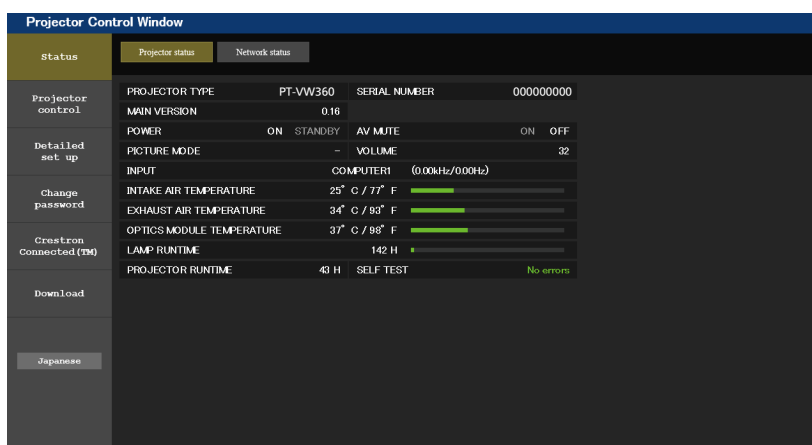 Projector Control Window
Status
Projector status Network status
Projector
control
Detailed
set up
Change
password
Crestron
Connected(TM)
Download
Japanese
PROJECTOR TYPE PT-VW360 SERIAL NUMBER 000000000
MAIN VERSION 0.16
POWER ON STANDBY AV MUTE ON OFF
PICTURE MODE – VOLUME 32
INPUT COMPUTER1 (0.00kHz/0.00Hz)
INTAKE AIR TEMPERATURE 25° C / 77° F
EXHAUST AIR TEMPERATURE 34° C / 93° F
OPTICS MODULE TEMPERATURE 37° C / 98° F
LAMP RUNTIME 142 H
PROJECTOR RUNTIME 43 H SELF TEST No errors